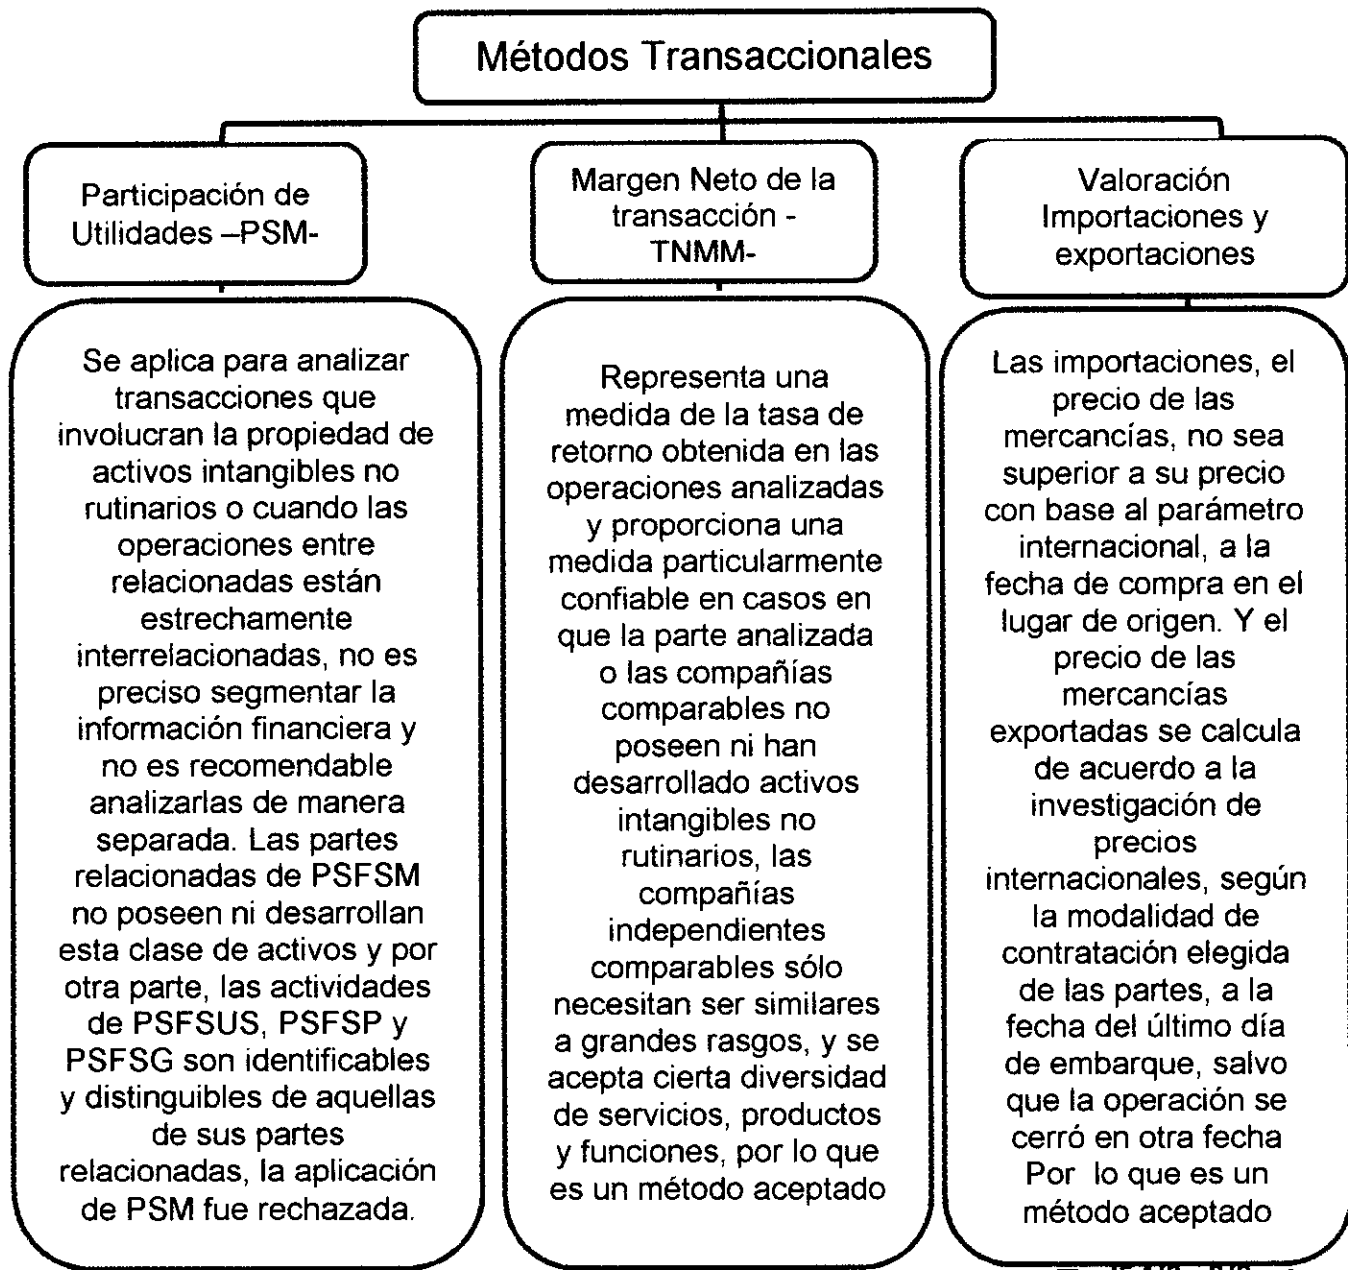 Métodos Transaccionales
Participación de
Utilidades –PSM-
Margen Neto de la
transacción -
TNMM-
Valoración
Importaciones y
exportaciones
Se aplica para analizar
transacciones que
involucran la propiedad de
activos intangibles no
rutinarios o cuando las
operaciones entre
relacionadas están
estrechamente
interrelacionadas, no es
preciso segmentar la
información financiera y
no es recomendable
analizarlas de manera
separada. Las partes
relacionadas de PSFSM
no poseen ni desarrollan
esta clase de activos y por
otra parte, las actividades
de PSFSUS, PSFSP y
PSFSG son identificables
y distinguibles de aquellas
de sus partes
relacionadas, la aplicación
de PSM fue rechazada.
Representa una
medida de la tasa de
retorno obtenida en las
operaciones analizadas
y proporciona una
medida particularmente
confiable en casos en
que la parte analizada
o las compañías
comparables no
poseen ni han
desarrollado activos
intangibles no
rutinarios, las
compañías
independientes
comparables sólo
necesitan ser similares
a grandes rasgos, y se
acepta cierta diversidad
de servicios, productos
y funciones, por lo que
es un método aceptado
Las importaciones, el
precio de las
mercancías, no sea
superior a su precio
con base al parámetro
internacional, a la
fecha de compra en el
lugar de origen. Y el
precio de las
mercancías
exportadas se calcula
de acuerdo a la
investigación de
precios
internacionales, según
la modalidad de
contratación elegida
de las partes, a la
fecha del último día
de embarque, salvo
que la operación se
cerró en otra fecha
Por lo que es un
método aceptado